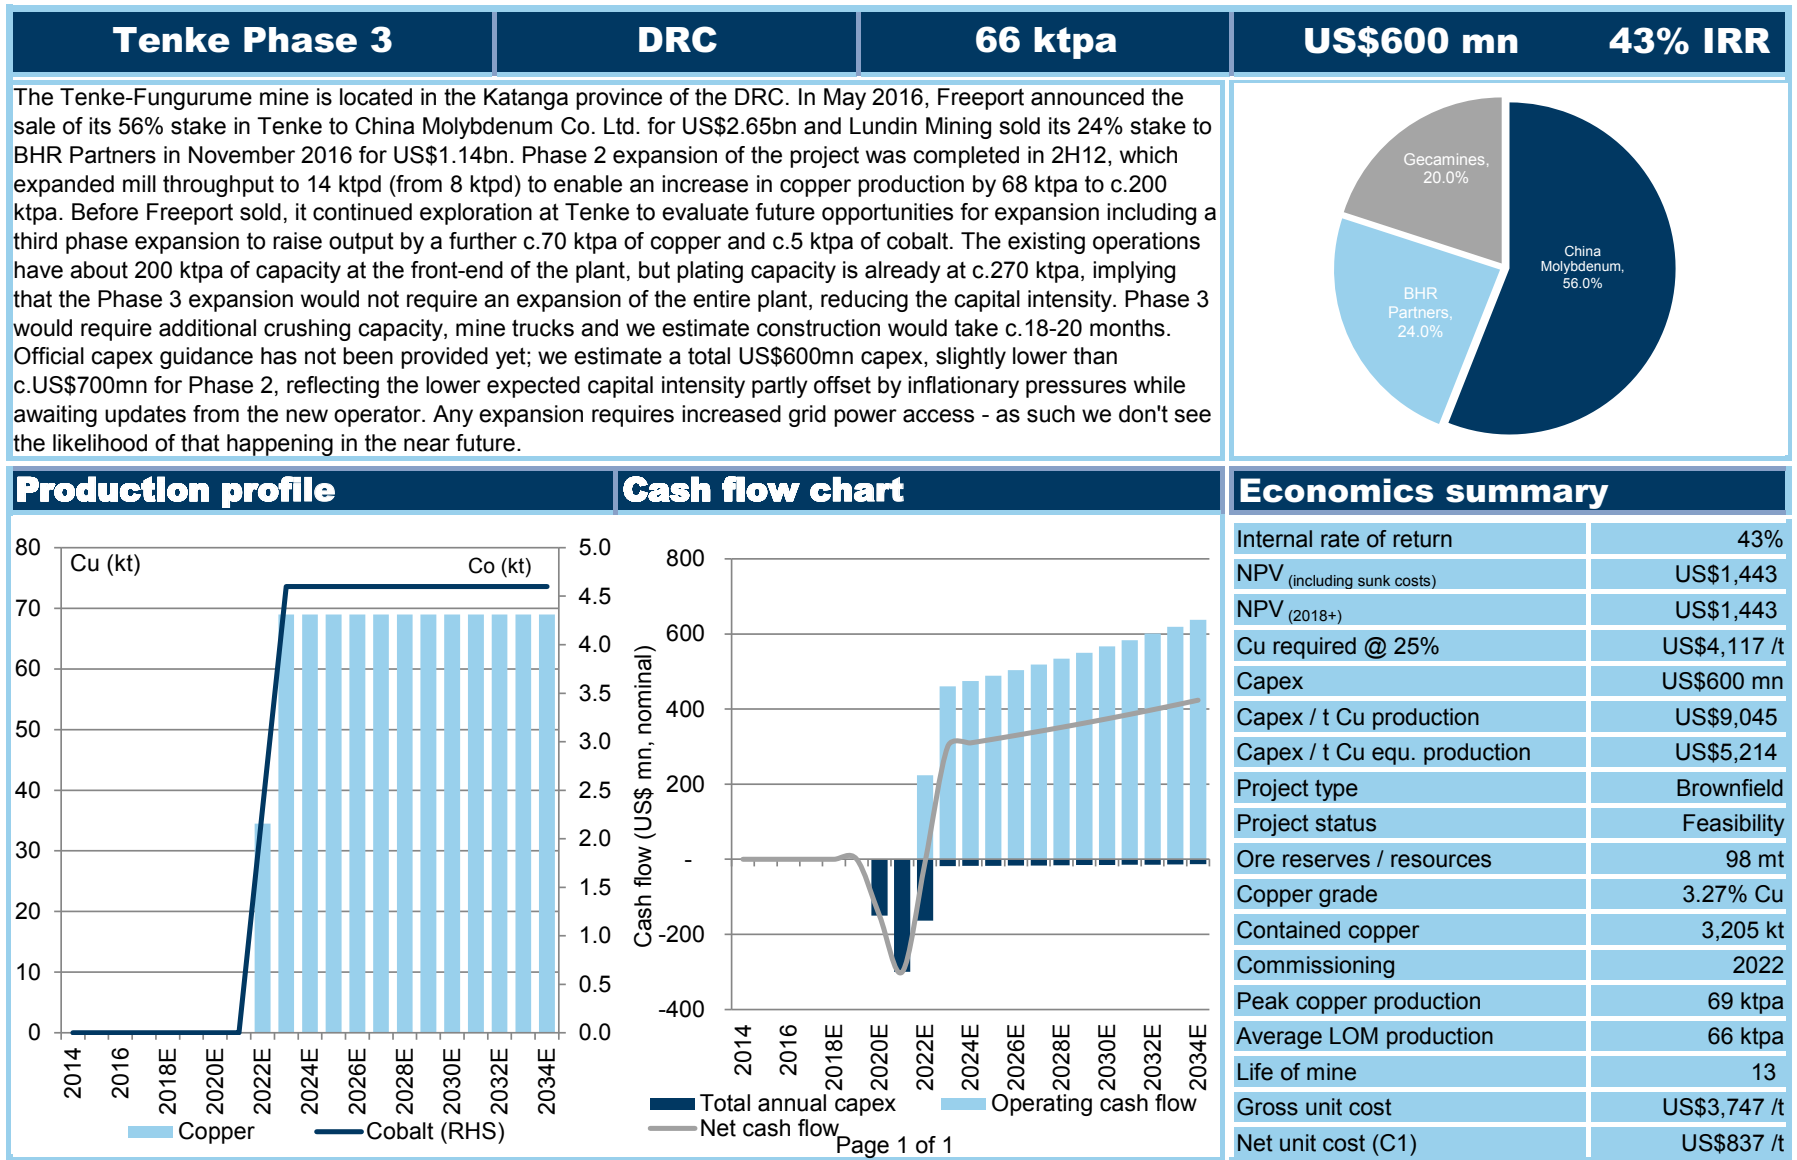 Tenke Phase 3
DRC
66 ktpa
US$600 mn
43% IRR
The Tenke-Fungurume mine is located in the Katanga province of the DRC. In May 2016, Freeport announced the
sale of its 56% stake in Tenke to China Molybdenum Co. Ltd. for US$2.65bn and Lundin Mining sold its 24% stake to
BHR Partners in November 2016 for US$1.14bn. Phase 2 expansion of the project was completed in 2H12, which
expanded mill throughput to 14 ktpd (from 8 ktpd) to enable an increase in copper production by 68 ktpa to c.200
ktpa. Before Freeport sold, it continued exploration at Tenke to evaluate future opportunities for expansion including a
third phase expansion to raise output by a further c.70 ktpa of copper and c.5 ktpa of cobalt. The existing operations
have about 200 ktpa of capacity at the front-end of the plant, but plating capacity is already at c.270 ktpa, implying
that the Phase 3 expansion would not require an expansion of the entire plant, reducing the capital intensity. Phase 3
would require additional crushing capacity, mine trucks and we estimate construction would take c.18-20 months.
Official capex guidance has not been provided yet; we estimate a total US$600mn capex, slightly lower than
c.US$700mn for Phase 2, reflecting the lower expected capital intensity partly offset by inflationary pressures while
awaiting updates from the new operator. Any expansion requires increased grid power access - as such we don't see
the likelihood of that happening in the near future.
Gecamines,
20.0%
China
Molybdenum,
56.0%
BHR
Partners,
24.0%
Production profile
80
70
60
50
40
30
20
10
0
Cu (kt)
Co (kt)
5.0
4.5
4.0
3.5
3.0
2.5
2.0
1.5
1.0
0.5
0.0
2014
2016
2018E
2020E
2022E
2024E
2026E
2028E
2030E
2032E
2034E
Copper
Cobalt (RHS)
Cash flow chart
Cash flow (US$ mn, nominal)
800
600
400
200
-
-200
-400
2014
2016
2018E
2020E
2022E
2024E
2026E
2028E
2030E
2032E
2034E
Total annual capex
Operating cash flow
Net cash flow
Page 1 of 1
Economics summary
Internal rate of return 43%
NPV (including sunk costs) US$1,443
NPV (2018+) US$1,443
Cu required @ 25% US$4,117 /t
Capex US$600 mn
Capex / t Cu production US$9,045
Capex / t Cu equ. production US$5,214
Project type Brownfield
Project status Feasibility
Ore reserves / resources 98 mt
Copper grade 3.27% Cu
Contained copper 3,205 kt
Commissioning 2022
Peak copper production 69 ktpa
Average LOM production 66 ktpa
Life of mine 13
Gross unit cost US$3,747 /t
Net unit cost (C1) US$837 /t